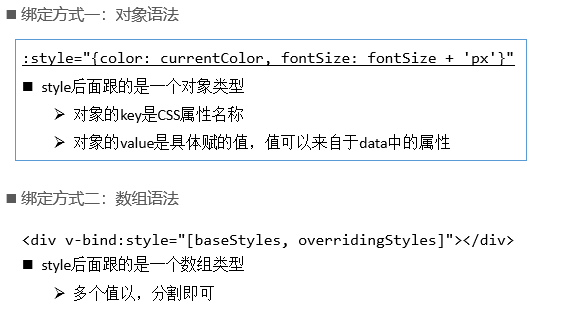 绑定方式一：对象语法
:style="{color: currentColor, fontSize: fontSize + 'px'}"
style后面跟的是一个对象类型
对象的key是CSS属性名称
对象的value是具体赋的值，值可以来自于data中的属性
绑定方式二：数组语法
<div v-bind:style="[baseStyles, overridingStyles]"></div>
style后面跟的是一个数组类型
多个值以，分割即可